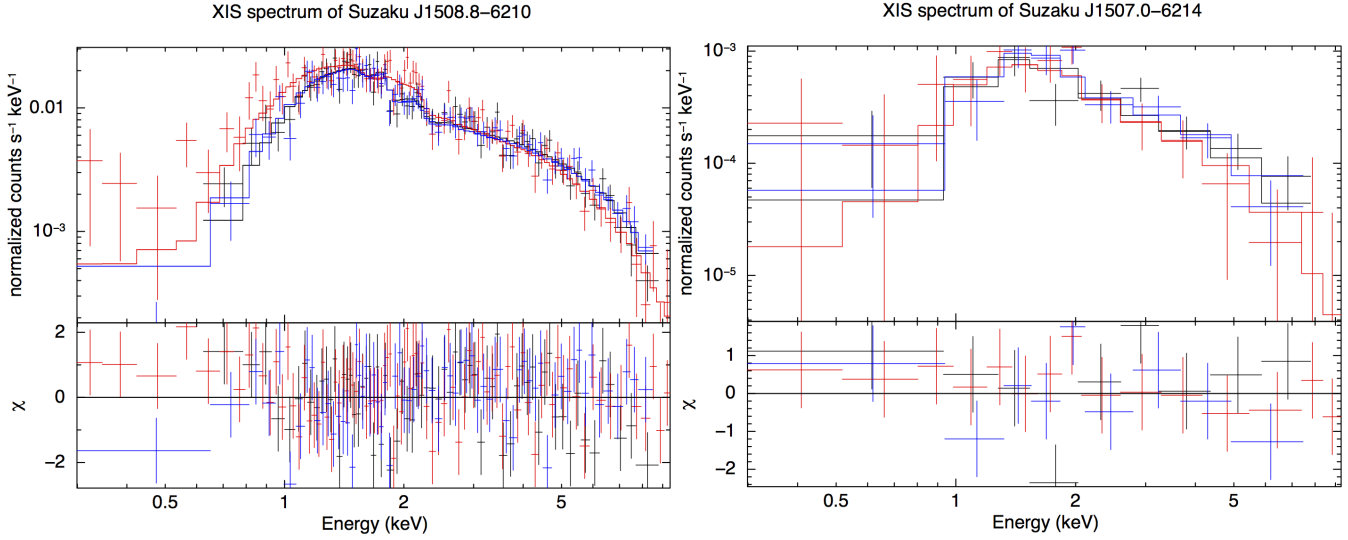 XIS spectrum of Suzaku J1508.8−6210
normalized counts s⁻¹ keV⁻¹
0.01
10⁻³
χ
2
0
−2
0.5 1 2 5
Energy (keV)
XIS spectrum of Suzaku J1507.0−6214
normalized counts s⁻¹ keV⁻¹
10⁻³
10⁻⁴
10⁻⁵
χ
1
0
−1
−2
0.5 1 2 5
Energy (keV)